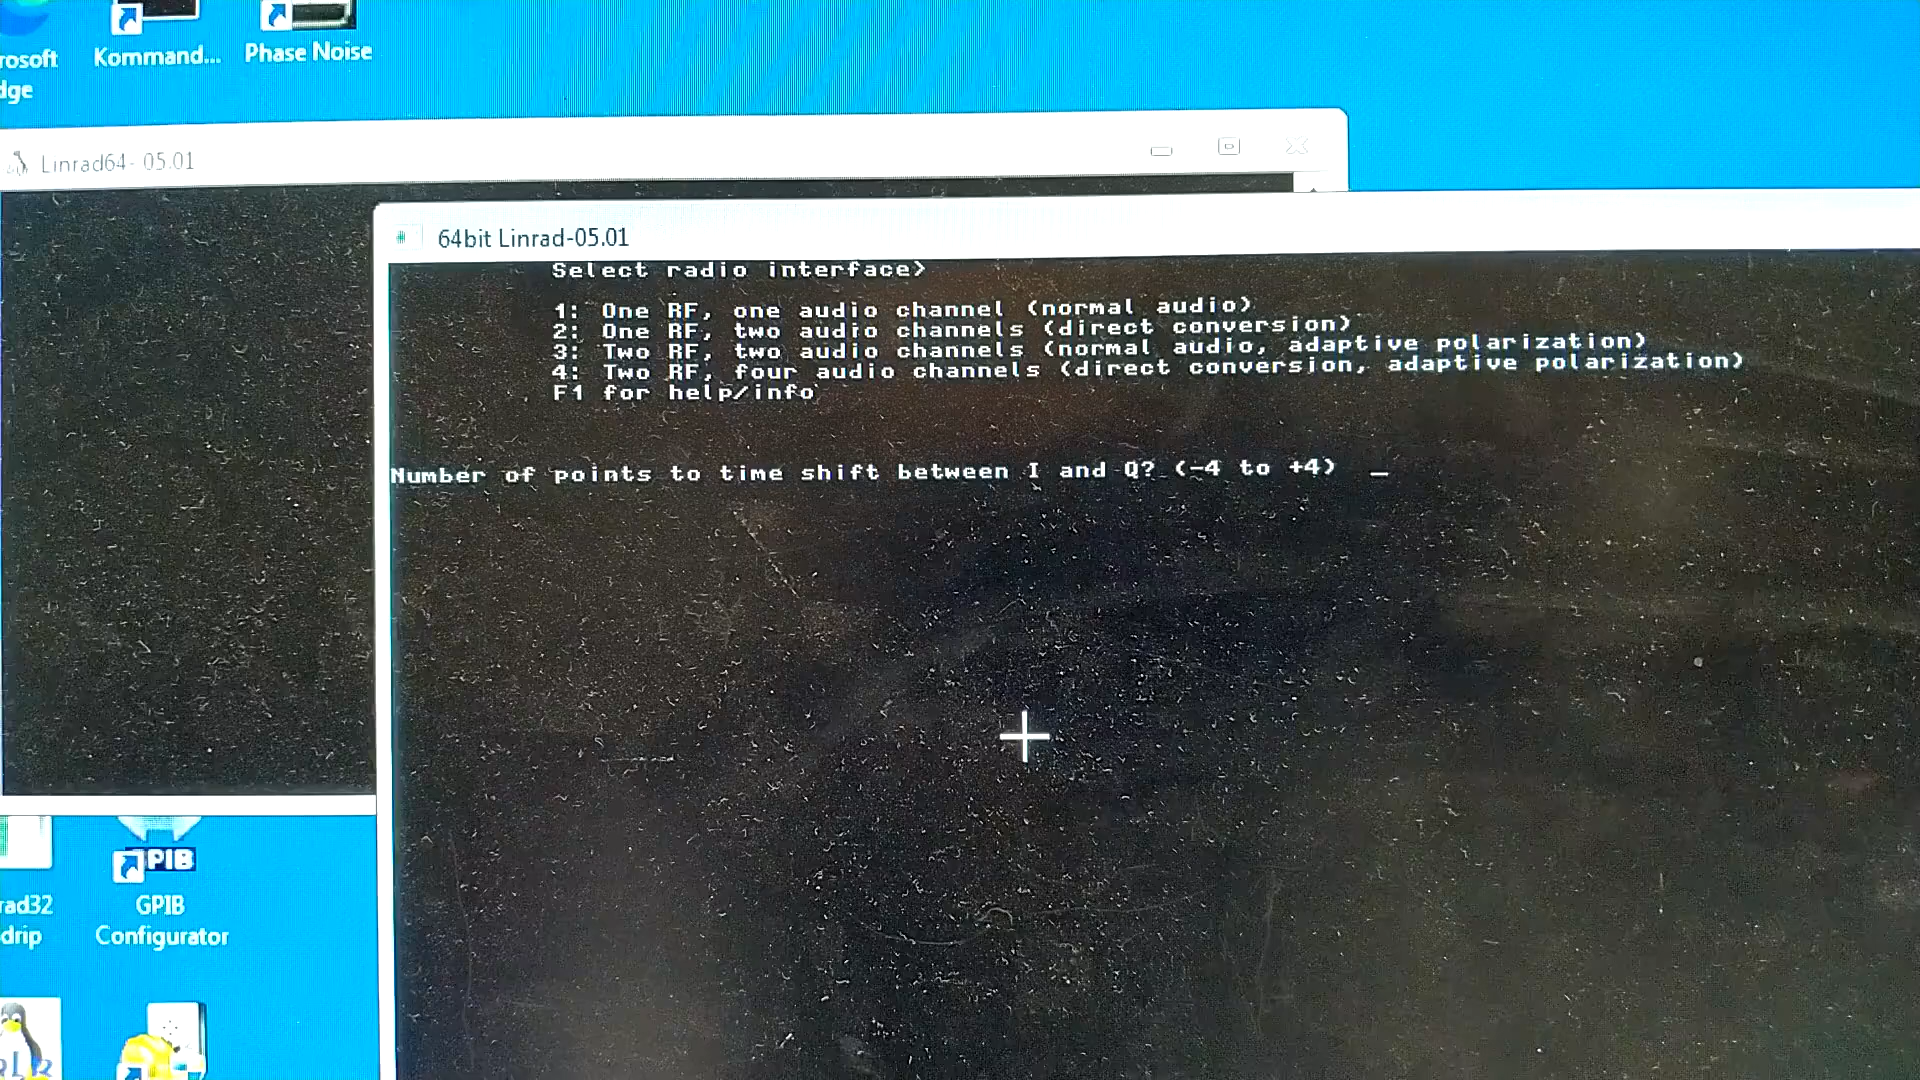 Kommand...
Phase Noise
Linrad64- 05.01
64bit Linrad-05.01
Select radio interface>
1: One RF, one audio channel (normal audio)
2: One RF, two audio channels (direct conversion)
3: Two RF, two audio channels (normal audio, adaptive polarization)
4: Two RF, four audio channels (direct conversion, adaptive polarization)
F1 for help/info
Number of points to time shift between I and Q? (-4 to +4) _
PIB
rad32
drip
GPIB
Configurator
rosoft
dge